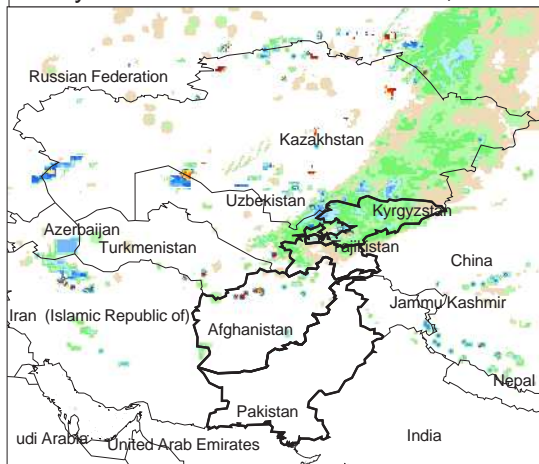 Russian Federation
Kazakhstan
Uzbekistan
Kyrgyzstan
Azerbaijan
Turkmenistan
Tajikistan
China
Jammu/Kashmir
Iran (Islamic Republic of)
Afghanistan
Nepal
Pakistan
udi Arabia
United Arab Emirates
India